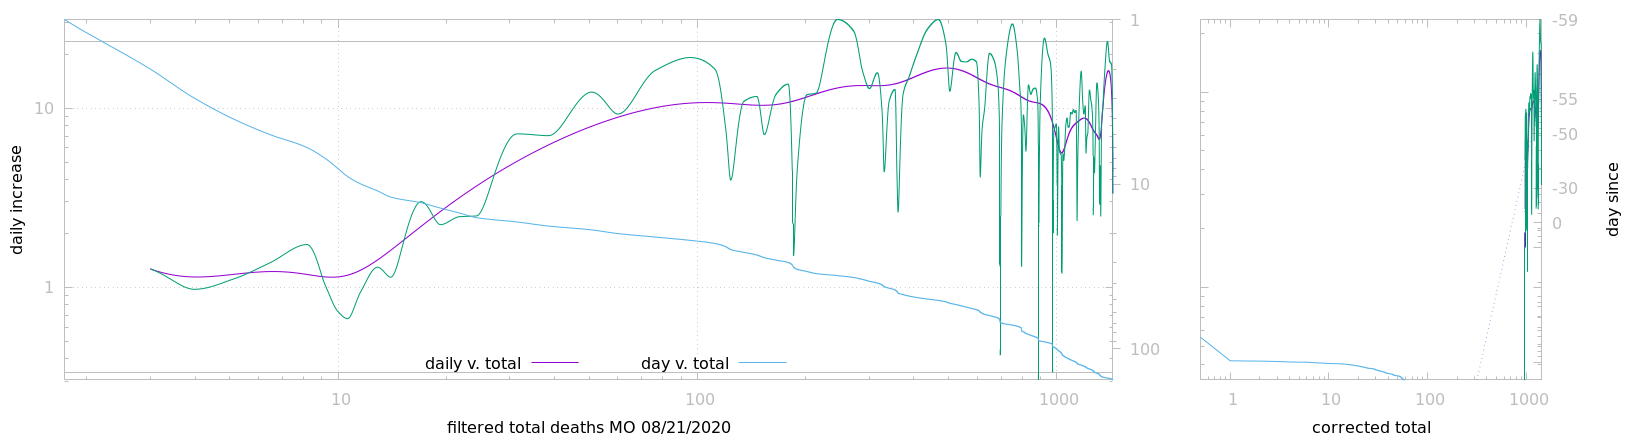 daily increase
10
1
daily v. total
day v. total
10
100
1000
filtered total deaths MO 08/21/2020
1
10
100
1
10
100
1000
corrected total
-59
-55
-50
-30
0
day since